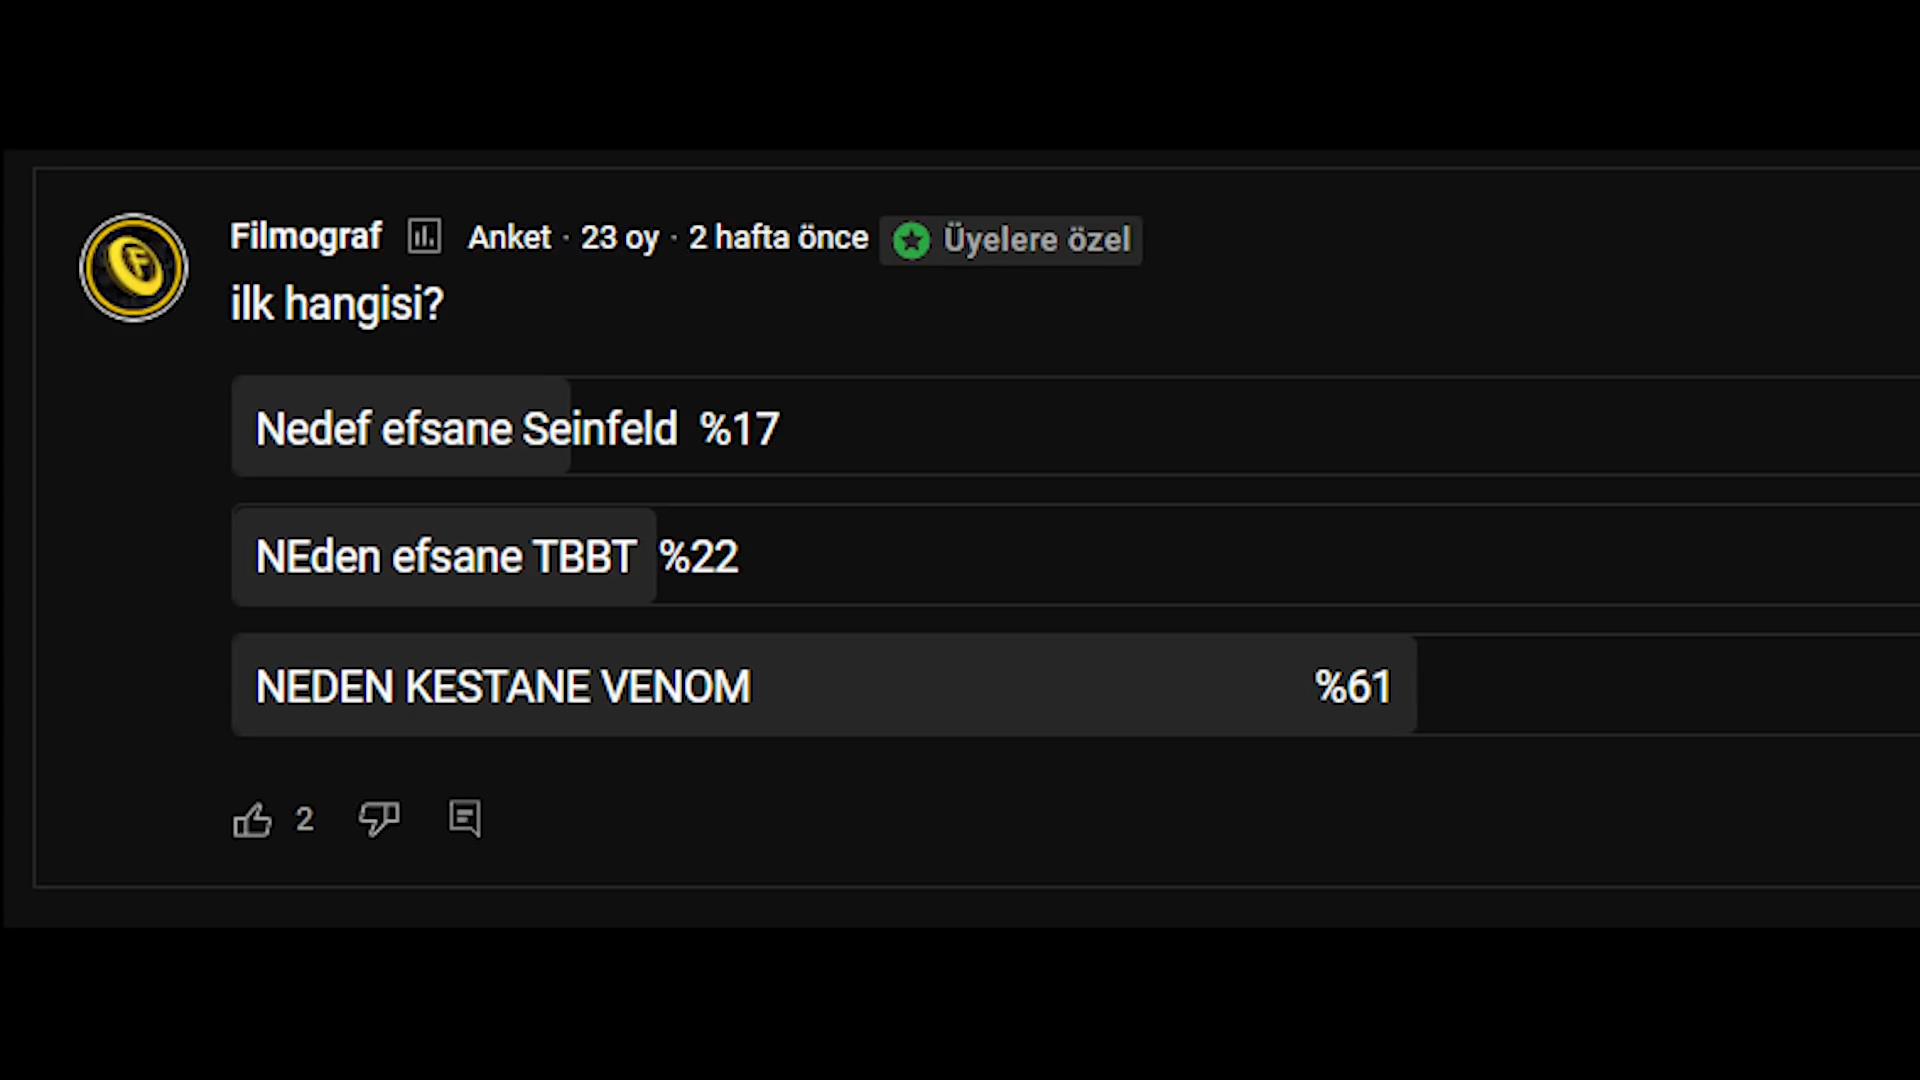 Filmograf Anket · 23 oy · 2 hafta önce Üyelere özel
ilk hangisi?
Nedef efsane Seinfeld %17
NEden efsane TBBT %22
NEDEN KESTANE VENOM %61
2